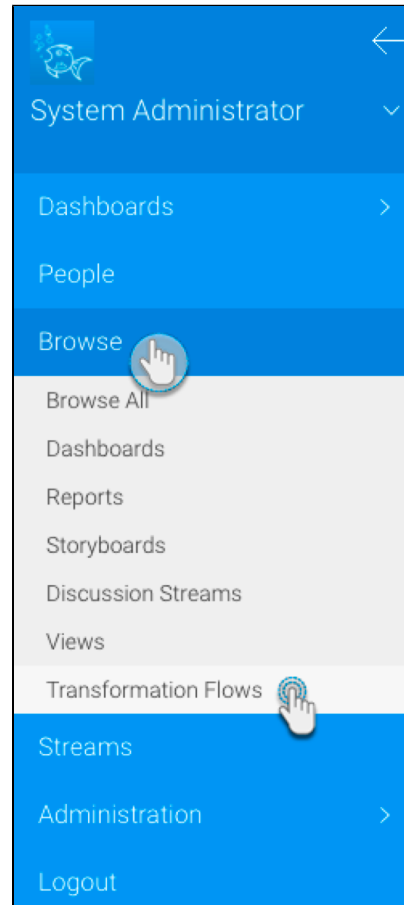 System Administrator
Dashboards
People
Browse
Browse All
Dashboards
Reports
Storyboards
Discussion Streams
Views
Transformation Flows
Streams
Administration
Logout